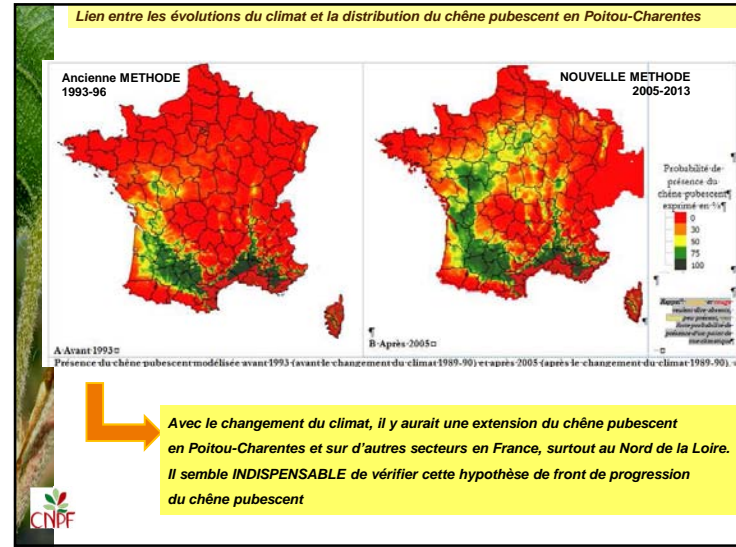 Lien entre les évolutions du climat et la distribution du chêne pubescent en Poitou-Charentes
Ancienne METHODE
1993-96
NOUVELLE METHODE
2005-2013
Probabilité·de·
présence·du·
chêne·pubescent¶
exprimé·en·%¶
0
30
50
75
100
¶
¶
¶
¶
Rappel
rouge
A·Avant·1993¤
¶
B·Après·2005¤
Présence·du·chêne·pubescent·modélisée·avant·1993·(avant·le·changement·du·climat·1989-90)·et·après·2005·(après·le·changement·du·climat·1989-90).
Avec le changement du climat, il y aurait une extension du chêne pubescent
en Poitou-Charentes et sur d'autres secteurs en France, surtout au Nord de la Loire.
Il semble INDISPENSABLE de vérifier cette hypothèse de front de progression
du chêne pubescent
CNPF